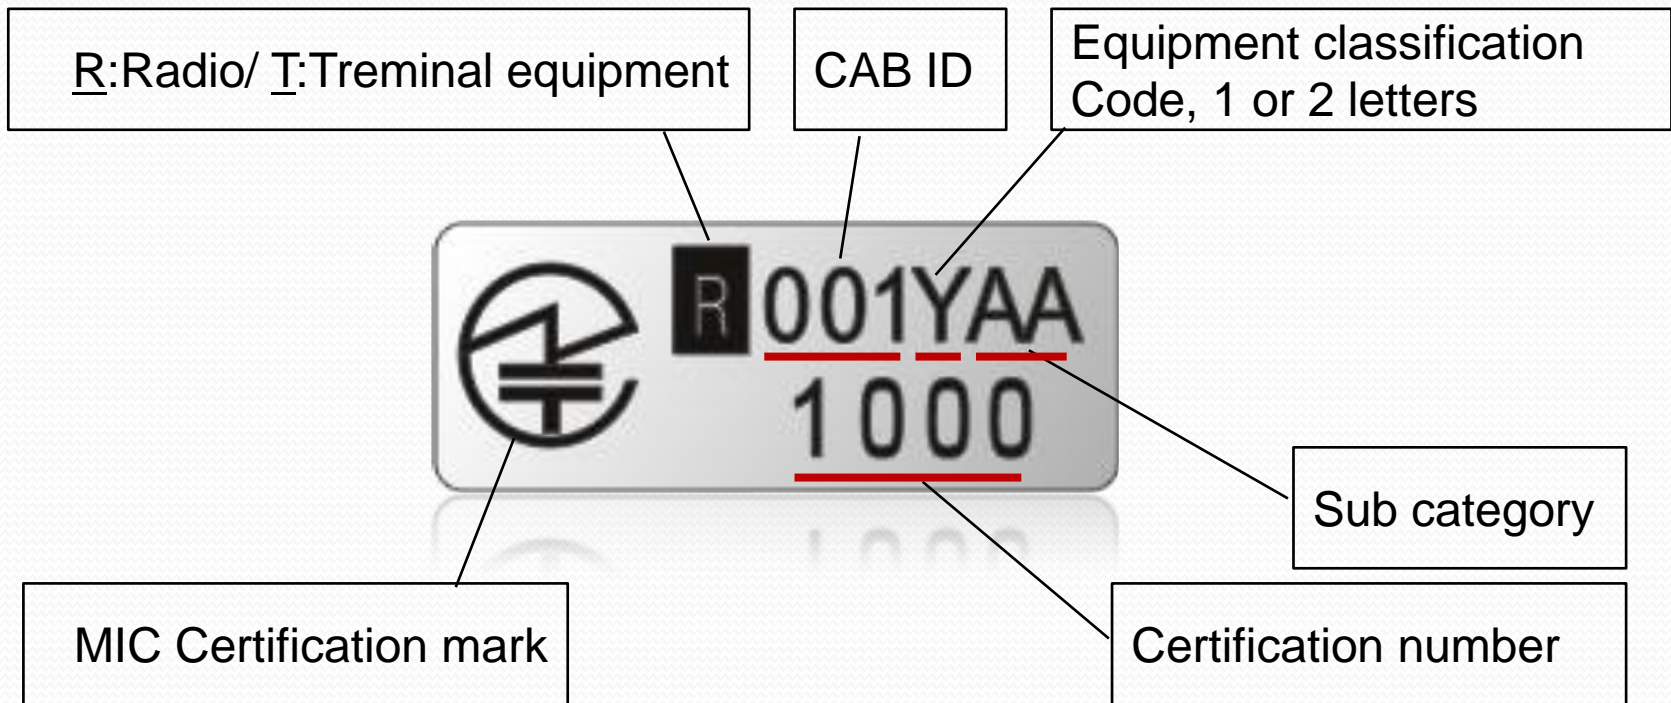 R:Radio/ T:Treminal equipment
CAB ID
Equipment classification
Code, 1 or 2 letters
R 001YAA
1000
Sub category
MIC Certification mark
Certification number